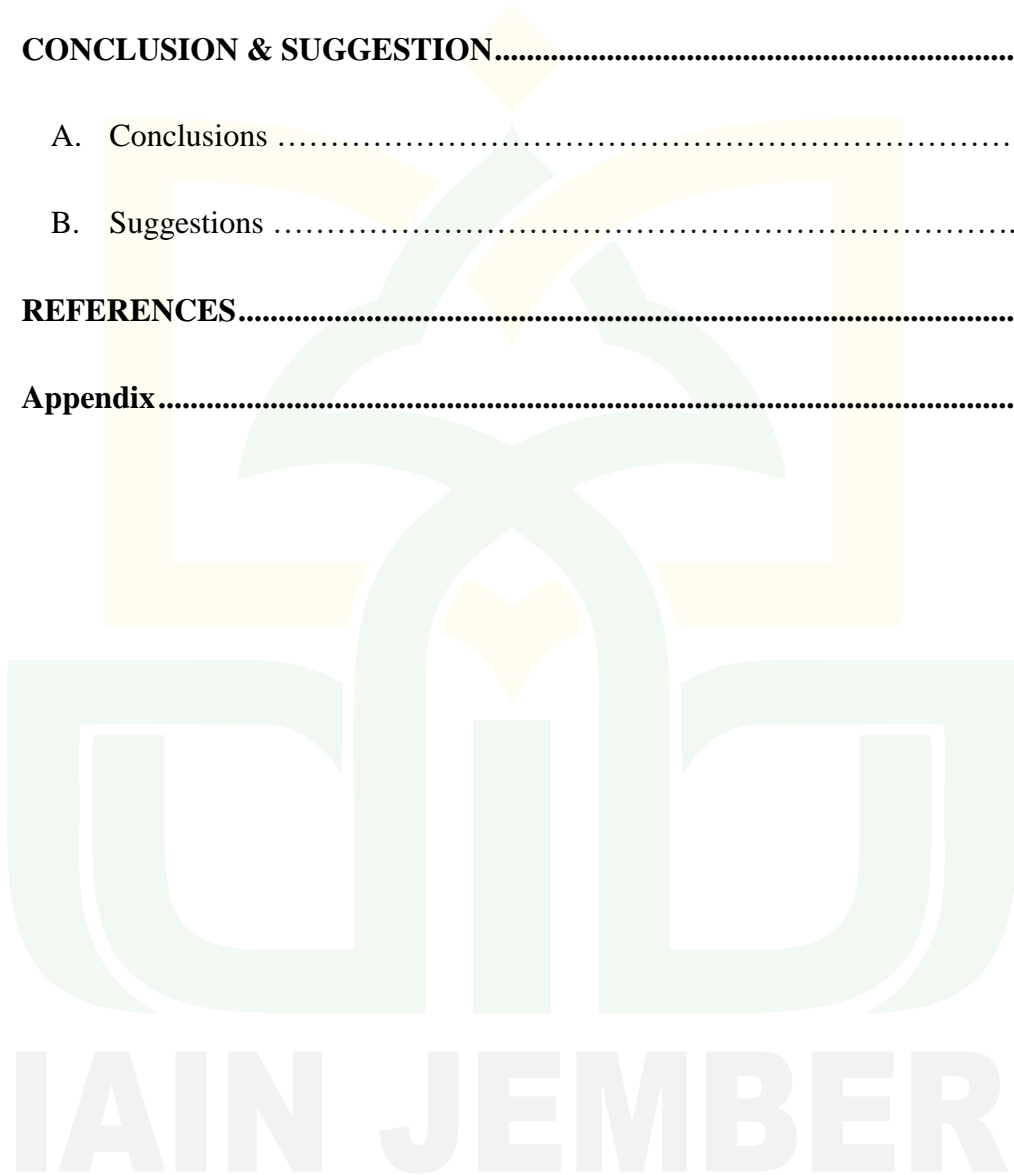 CONCLUSION & SUGGESTION.................................................................
A. Conclusions ……………………………………………………………
B. Suggestions …………………………………………………………….
REFERENCES.................................................................................................
Appendix...........................................................................................................
IAIN JEMBER